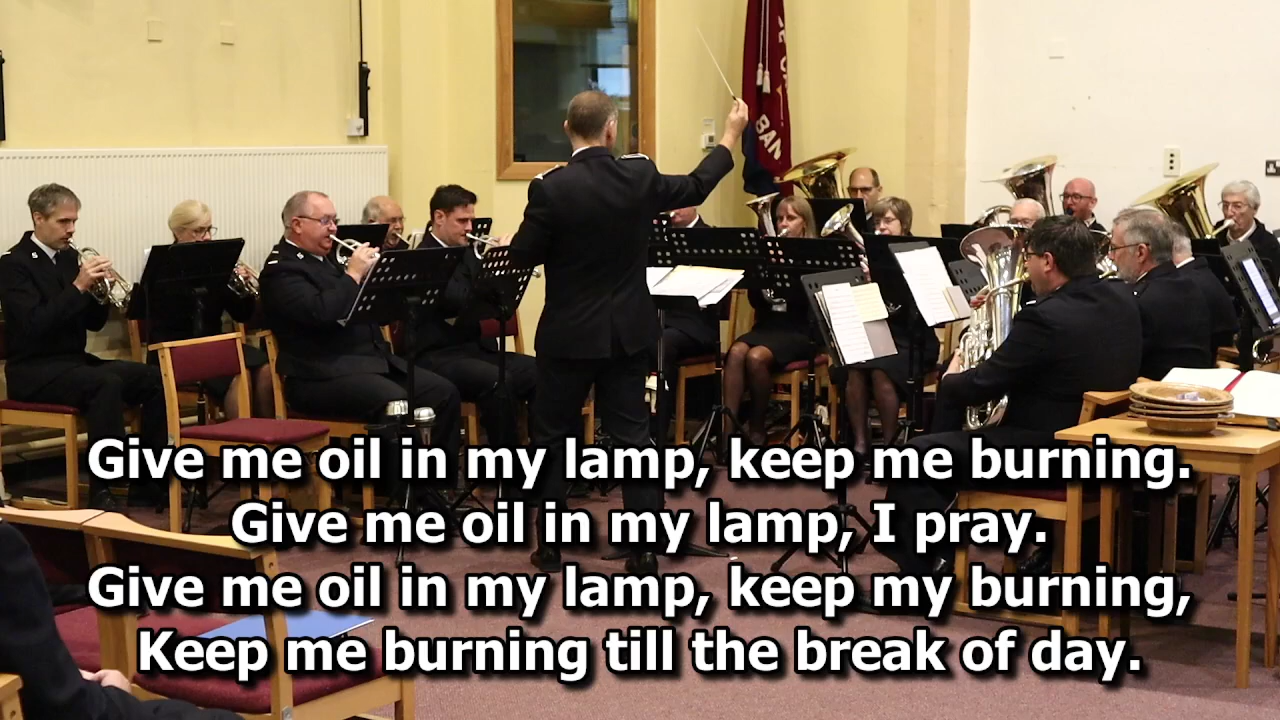 BAN
Give me oil in my lamp, keep me burning.
Give me oil in my lamp, I pray.
Give me oil in my lamp, keep my burning,
Keep me burning till the break of day.